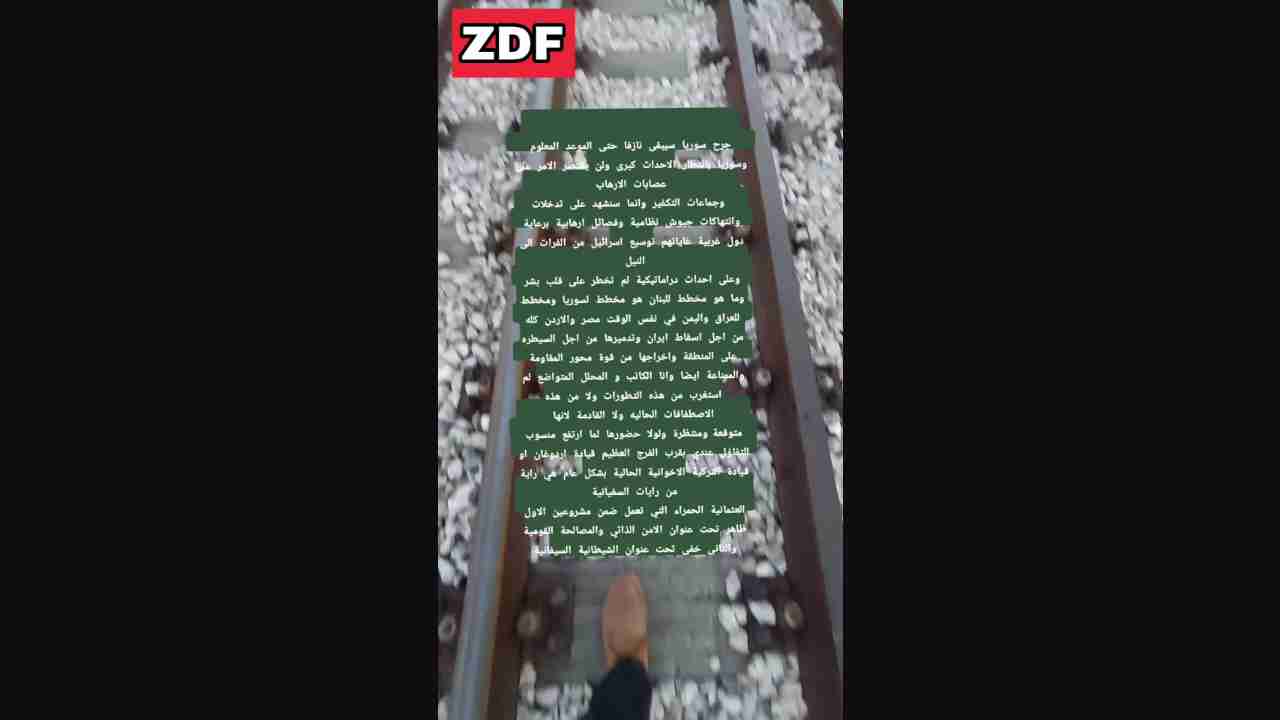 ZDF
جرح سوريا سيبقى نازفا حتى الموعد المعلوم
وسوريا بانتظار الاحداث كبرى ولن يقتصر الامر على
عصابات الارهاب
وجماعات التكفير وانما سنشهد على تدخلات
وانتهاكات جيوش نظامية وفصائل ارهابية برعاية
دول غربية غاياتهم توسيع اسرائيل من الفرات الى
النيل
وعلى احداث دراماتيكية لم تخطر على قلب بشر
وما هو مخطط للبنان هو مخطط لسوريا ومخطط
للعراق واليمن في نفس الوقت مصر والاردن كله
من اجل اسقاط ايران وتدميرها من اجل السيطره
على المنطقة واخراجها من قوة محور المقاومة
والممانعة ايضا وانا الكاتب و المحلل المتواضع لم
استغرب من هذه التطورات ولا من هذه
الاصطفافات الحاليه ولا القادمة لانها
متوقعة ومنتظرة ولولا حضورها لما ارتفع منسوب
التفاؤل عندي بقرب الفرج العظيم قيادة اردوغان او
قيادة التركية الاخوانية الحالية بشكل عام هي راية
من رايات السفيانية
العثمانية الحمراء التي تعمل ضمن مشروعين الاول
ظاهر تحت عنوان الامن الذاتي والمصالحة القومية
والثاني خفي تحت عنوان الشيطانية السيفانية